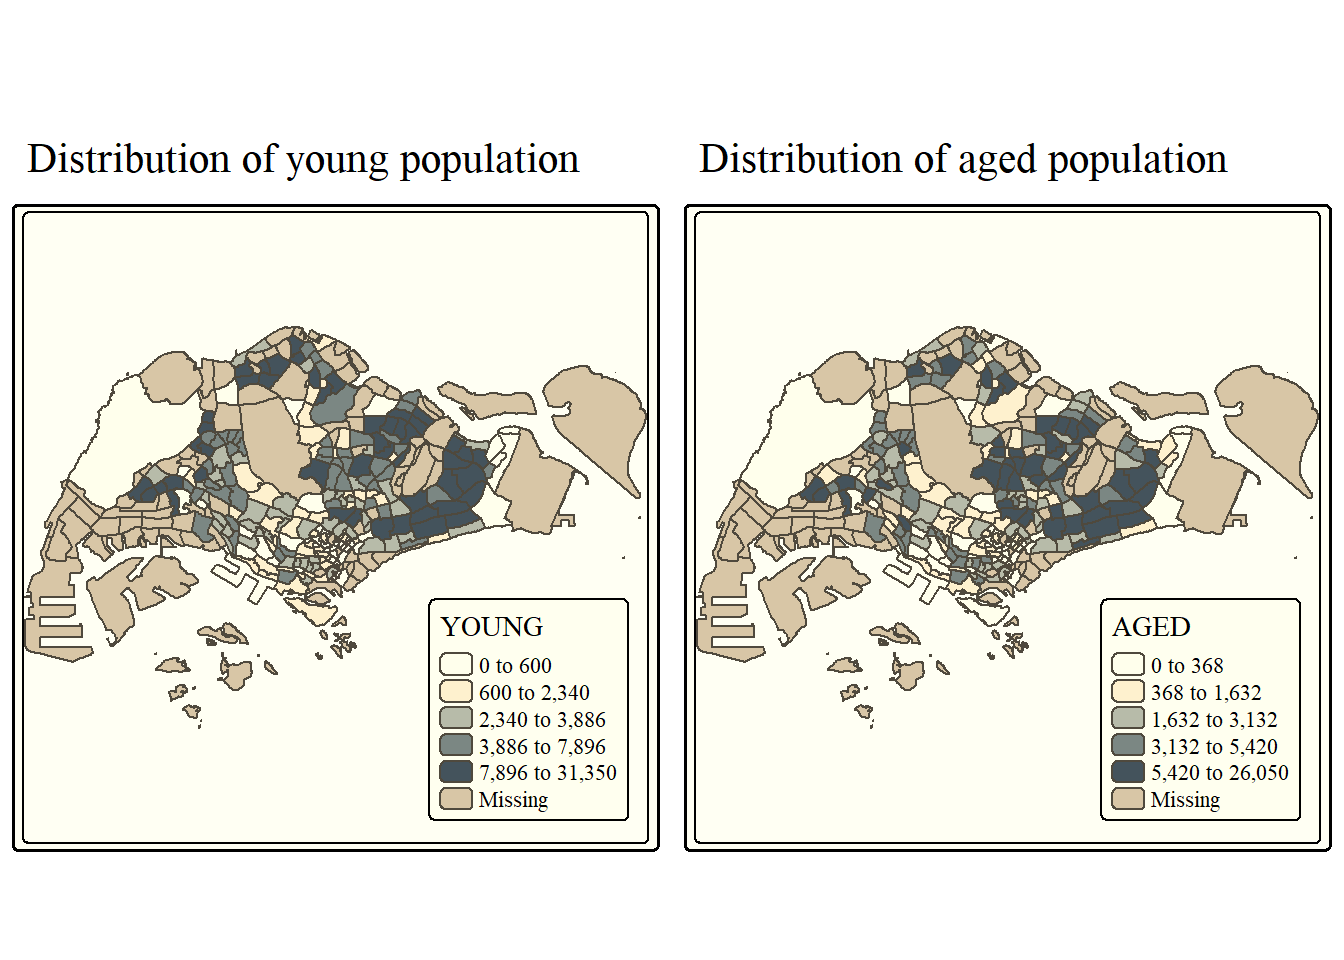 Distribution of young population
Distribution of aged population
YOUNG
0 to 600
600 to 2,340
2,340 to 3,886
3,886 to 7,896
7,896 to 31,350
Missing
AGED
0 to 368
368 to 1,632
1,632 to 3,132
3,132 to 5,420
5,420 to 26,050
Missing